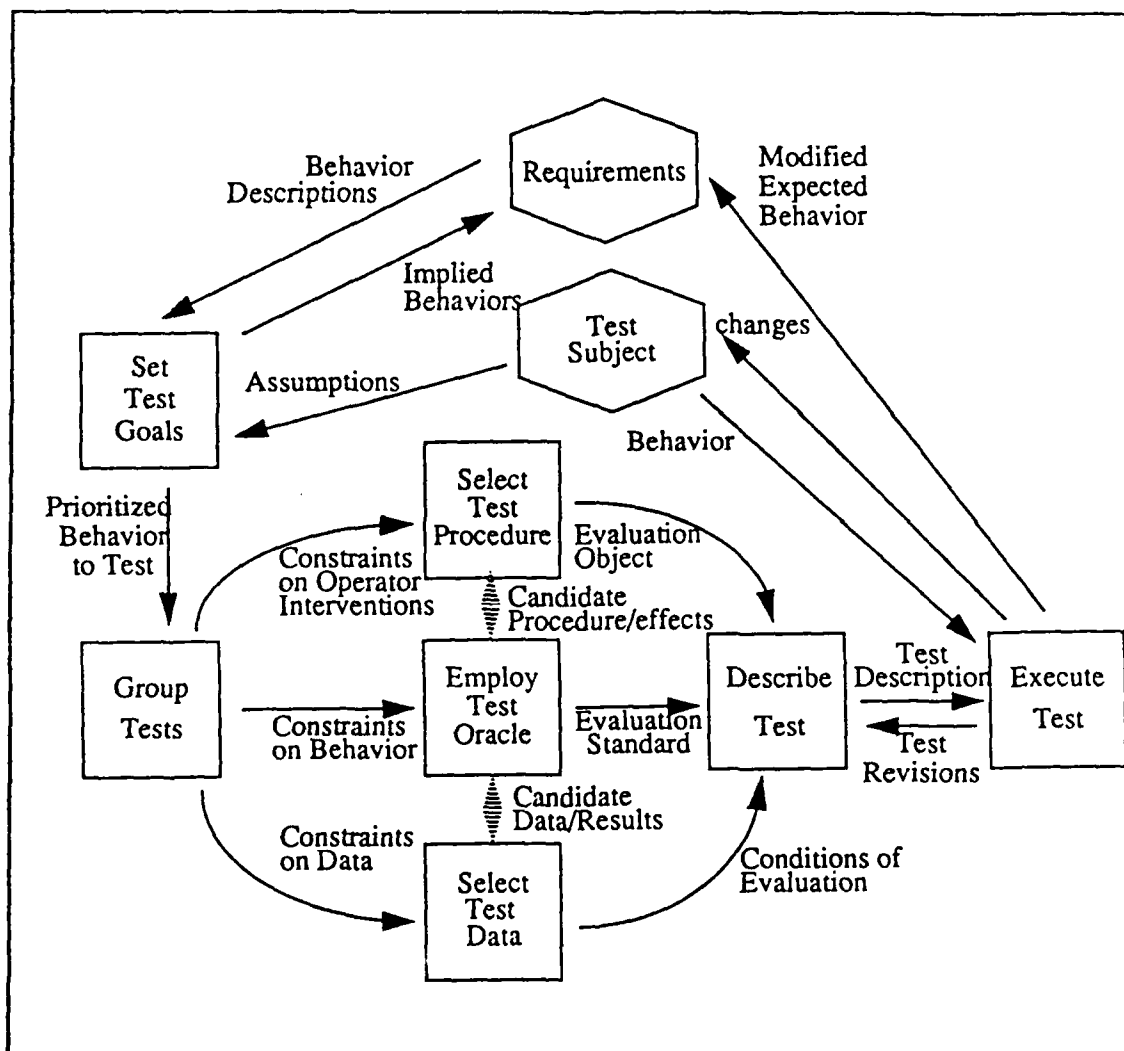 Requirements
Behavior
Descriptions
Modified
Expected
Behavior
Implied
Behaviors
Test
Subject
changes
Set
Test
Goals
Assumptions
Behavior
Prioritized
Behavior
to Test
Select
Test
Procedure
Evaluation
Object
Constraints
on Operator
Interventions
Candidate
Procedure/effects
Group
Tests
Constraints
on Behavior
Employ
Test
Oracle
Evaluation
Standard
Describe
Test
Test
Description
Test
Revisions
Execute
Test
Candidate
Data/Results
Constraints
on Data
Select
Test
Data
Conditions of
Evaluation